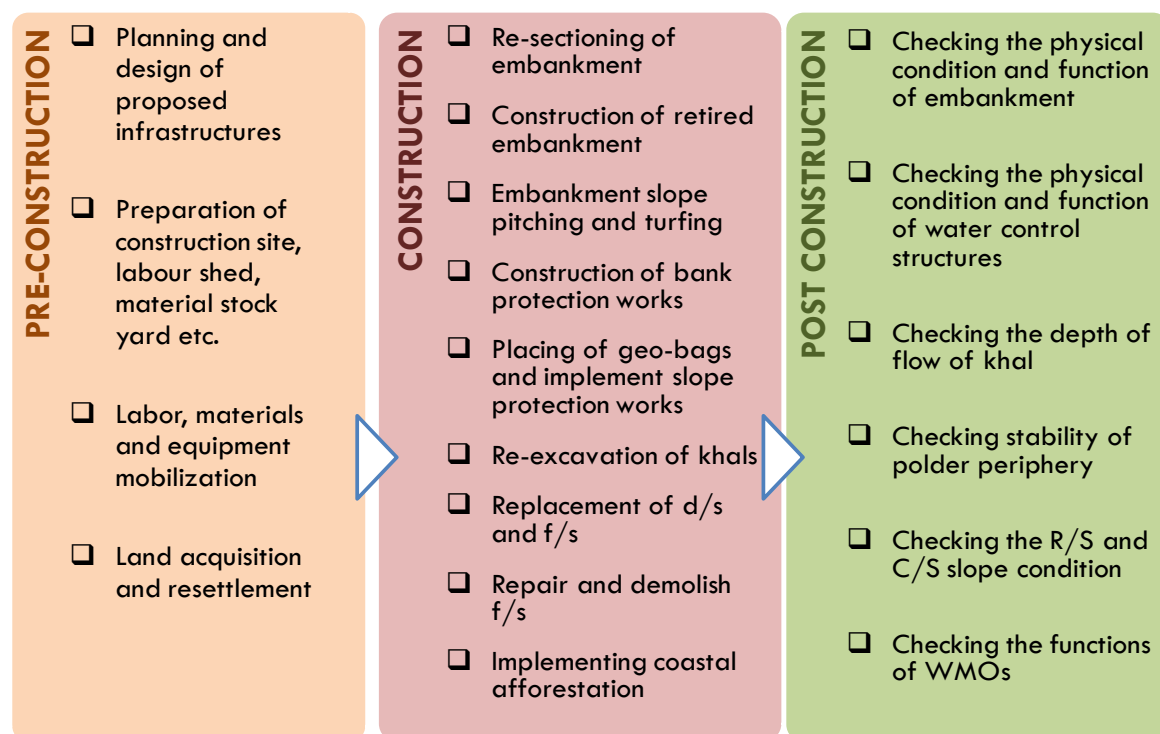 PRE-CONSTRUCTION
Planning and
design of
proposed
infrastructures
Preparation of
construction site,
labour shed,
material stock
yard etc.
Labor, materials
and equipment
mobilization
Land acquisition
and resettlement
CONSTRUCTION
Re-sectioning of
embankment
Construction of retired
embankment
Embankment slope
pitching and turfing
Construction of bank
protection works
Placing of geo-bags
and implement slope
protection works
Re-excavation of khals
Replacement of d/s
and f/s
Repair and demolish
f/s
Implementing coastal
afforestation
POST CONSTRUCTION
Checking the physical
condition and function
of embankment
Checking the physical
condition and function
of water control
structures
Checking the depth of
flow of khal
Checking stability of
polder periphery
Checking the R/S and
C/S slope condition
Checking the functions
of WMOs